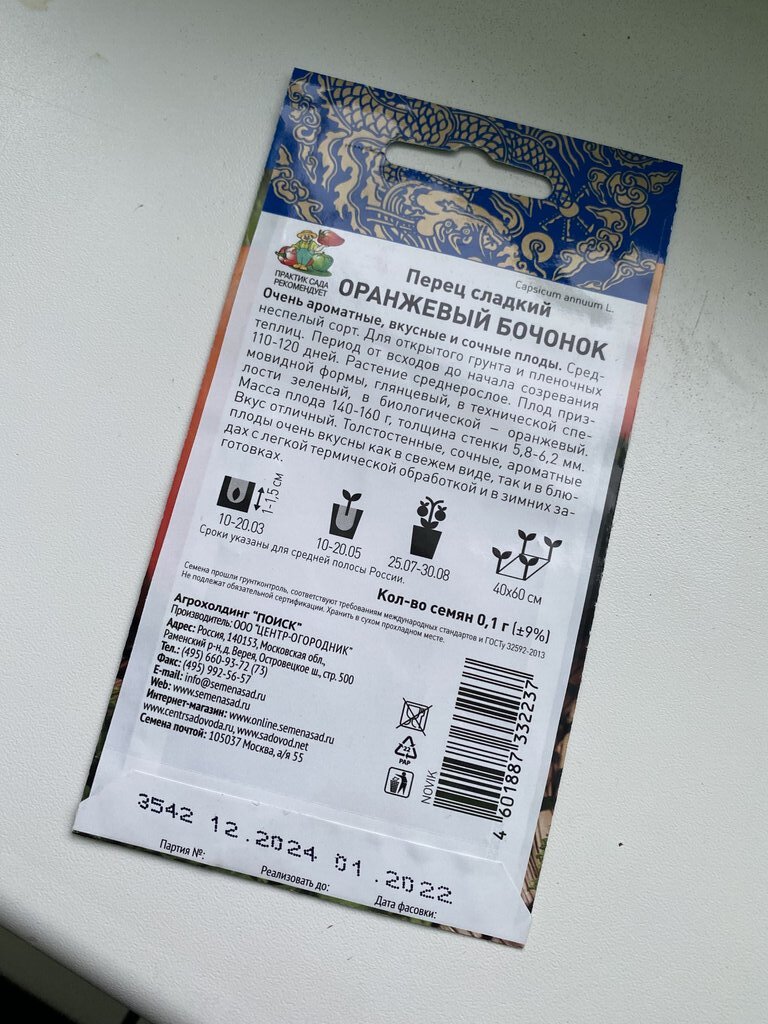 ПРАКТИК САДА
РЕКОМЕНДУЕТ
Capsicum annuum L.
Перец сладкий
ОРАНЖЕВЫЙ БОЧОНОК
Очень ароматные, вкусные и сочные плоды. Сред-
неспелый сорт. Для открытого грунта и пленочных
теплиц. Период от всходов до начала созревания
110-120 дней. Растение среднерослое. Плод приз-
мовидной формы, глянцевый, в технической спе-
лости зеленый, в биологической – оранжевый.
Масса плода 140-160 г, толщина стенки 5,8-6,2 мм.
Вкус отличный. Толстостенные, сочные, ароматные
плоды очень вкусны как в свежем виде, так и в блю-
дах с легкой термической обработкой и в зимних за-
готовках.
1-1,5 см
10-20.03
10-20.05
25.07-30.08
40х60 см
Сроки указаны для средней полосы России.
Кол-во семян 0,1 г (±9%)
Семена прошли грунтконтроль, соответствуют требованиям международных стандартов и ГОСТу 32592-2013
Не подлежат обязательной сертификации. Хранить в сухом прохладном месте.
Агрохолдинг "ПОИСК"
Производитель: ООО "ЦЕНТР-ОГОРОДНИК"
Адрес: Россия, 140153, Московская обл.,
Раменский р-н, д. Верея, Островецкое ш., стр. 500
Тел.: (495) 660-93-72 (73)
Факс: (495) 992-56-57
E-mail: info@semenasad.ru
Web: www.semenasad.ru
Интернет-магазин: www.online.semenasad.ru
www.centrsadovoda.ru, www.sadovod.net
Семена почтой: 105037 Москва, а/я 55
22
PAP
NOVIK
4 601887 332237
3542 12.2024 01.2022
Партия №:
Реализовать до:
Дата фасовки: